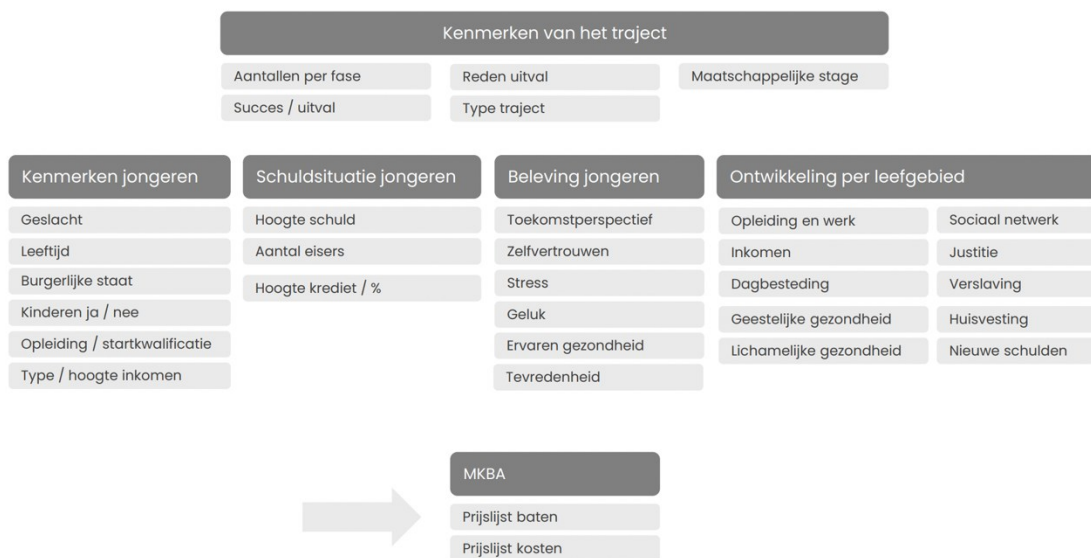 Kenmerken van het traject
Aantallen per fase
Reden uitval
Maatschappelijke stage
Succes / uitval
Type traject
Kenmerken jongeren
Geslacht
Leeftijd
Burgerlijke staat
Kinderen ja / nee
Opleiding / startkwalificatie
Type / hoogte inkomen
Schuldsituatie jongeren
Hoogte schuld
Aantal eisers
Hoogte krediet / %
Beleving jongeren
Toekomstperspectief
Zelfvertrouwen
Stress
Geluk
Ervaren gezondheid
Tevredenheid
Ontwikkeling per leefgebied
Opleiding en werk
Inkomen
Dagbesteding
Geestelijke gezondheid
Lichamelijke gezondheid
Sociaal netwerk
Justitie
Verslaving
Huisvesting
Nieuwe schulden
MKBA
Prijslijst baten
Prijslijst kosten